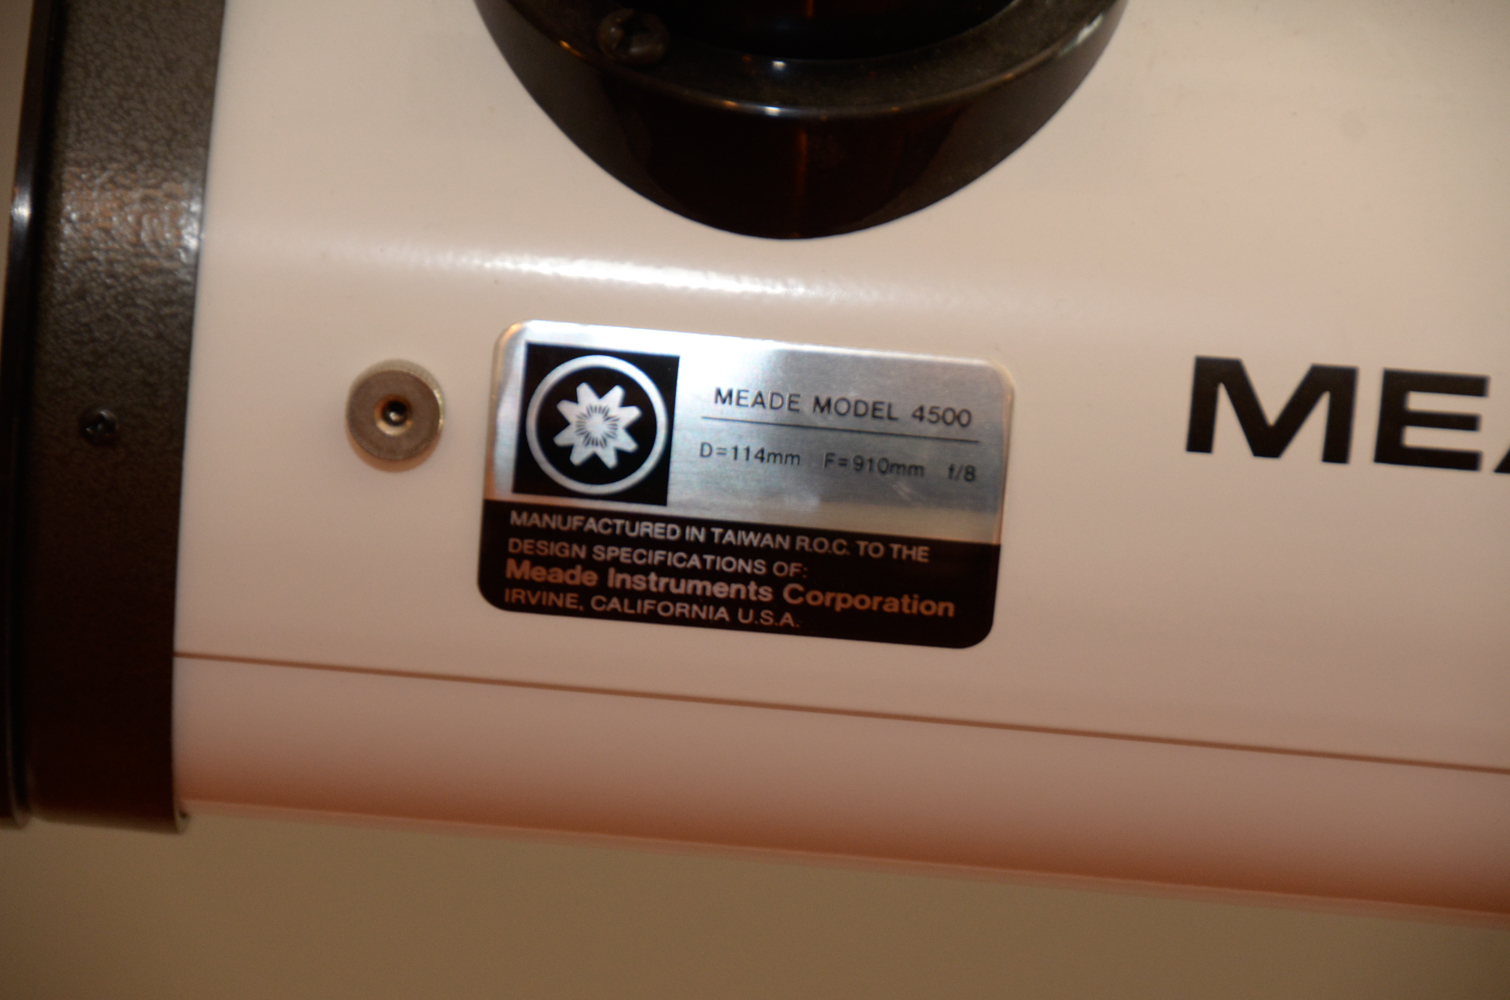 MEADE MODEL 4500
D=114mm F=910mm f/8
MANUFACTURED IN TAIWAN R.O.C. TO THE
DESIGN SPECIFICATIONS OF:
Meade Instruments Corporation
IRVINE, CALIFORNIA U.S.A.
MEA